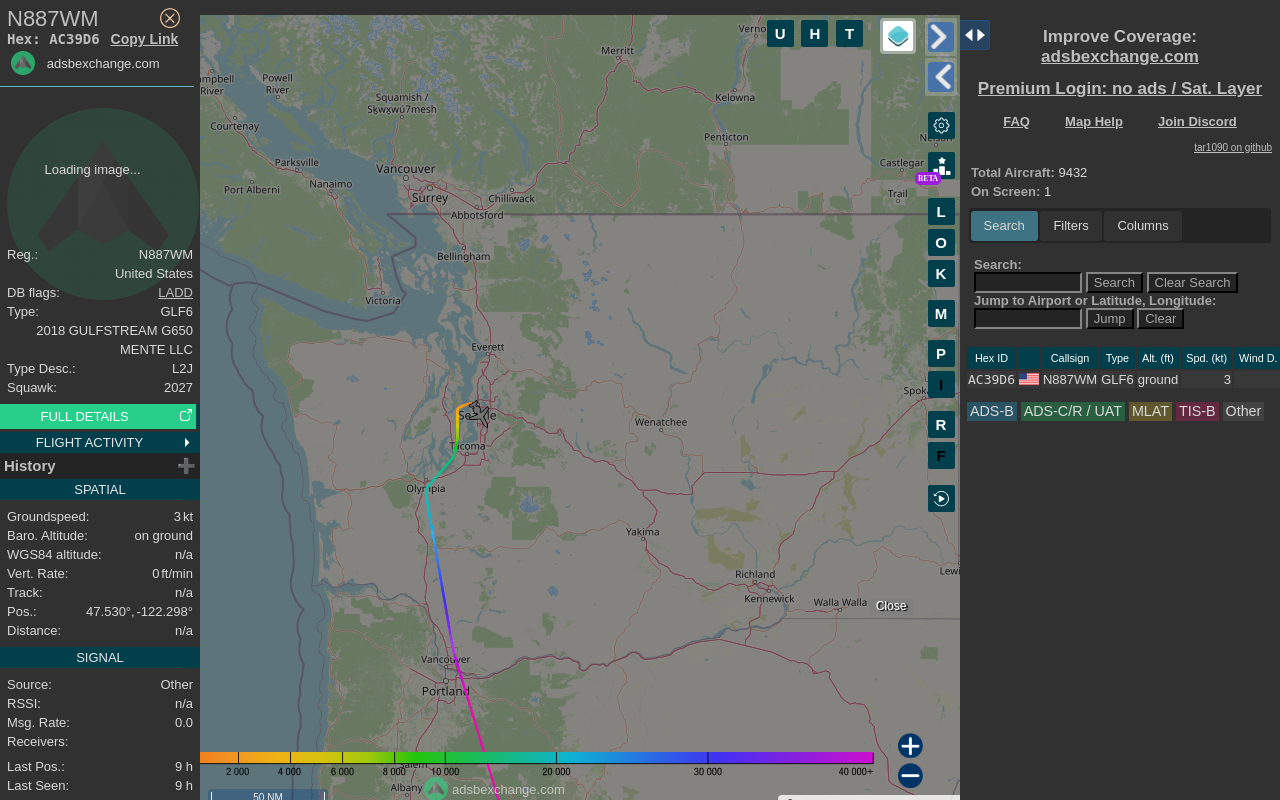 N887WM
Hex: AC39D6 Copy Link
adsbexchange.com
Loading image...
Reg.: N887WM
United States
DB flags: LADD
Type: GLF6
2018 GULFSTREAM G650
MENTE LLC
Type Desc.: L2J
Squawk: 2027
FULL DETAILS
FLIGHT ACTIVITY
History
SPATIAL
Groundspeed: 3 kt
Baro. Altitude: on ground
WGS84 altitude: n/a
Vert. Rate: 0 ft/min
Track: n/a
Pos.: 47.530°, -122.298°
Distance: n/a
SIGNAL
Source: Other
RSSI: n/a
Msg. Rate: 0.0
Receivers:
Last Pos.: 9 h
Last Seen: 9 h
U H T
Merritt
Powell
River
River
Squamish /
Sḵwx̱wú7mesh
Courtenay
Kelowna
Penticton
Parksville
Nanaimo
Port Alberni
Vancouver
Surrey
Chilliwack
Abbotsford
Castlegar
Trail
Bellingham
Victoria
Everett
Tacoma
Wenatchee
Olympia
Yakima
Richland
Kennewick
Walla Walla
Vancouver
Portland
Salem
Albany
BETA
L
O
K
M
P
I
R
F
Close
2 000 4 000 6 000 8 000 10 000 20 000 30 000 40 000+
adsbexchange.com
50 NM
Improve Coverage:
adsbexchange.com
Premium Login: no ads / Sat. Layer
FAQ Map Help Join Discord
tar1090 on github
Total Aircraft: 9432
On Screen: 1
Search Filters Columns
Search:
Search Clear Search
Jump to Airport or Latitude, Longitude:
Jump Clear
Hex ID Callsign Type Alt. (ft) Spd. (kt) Wind D.
AC39D6 N887WM GLF6 ground 3
ADS-B ADS-C/R / UAT MLAT TIS-B Other